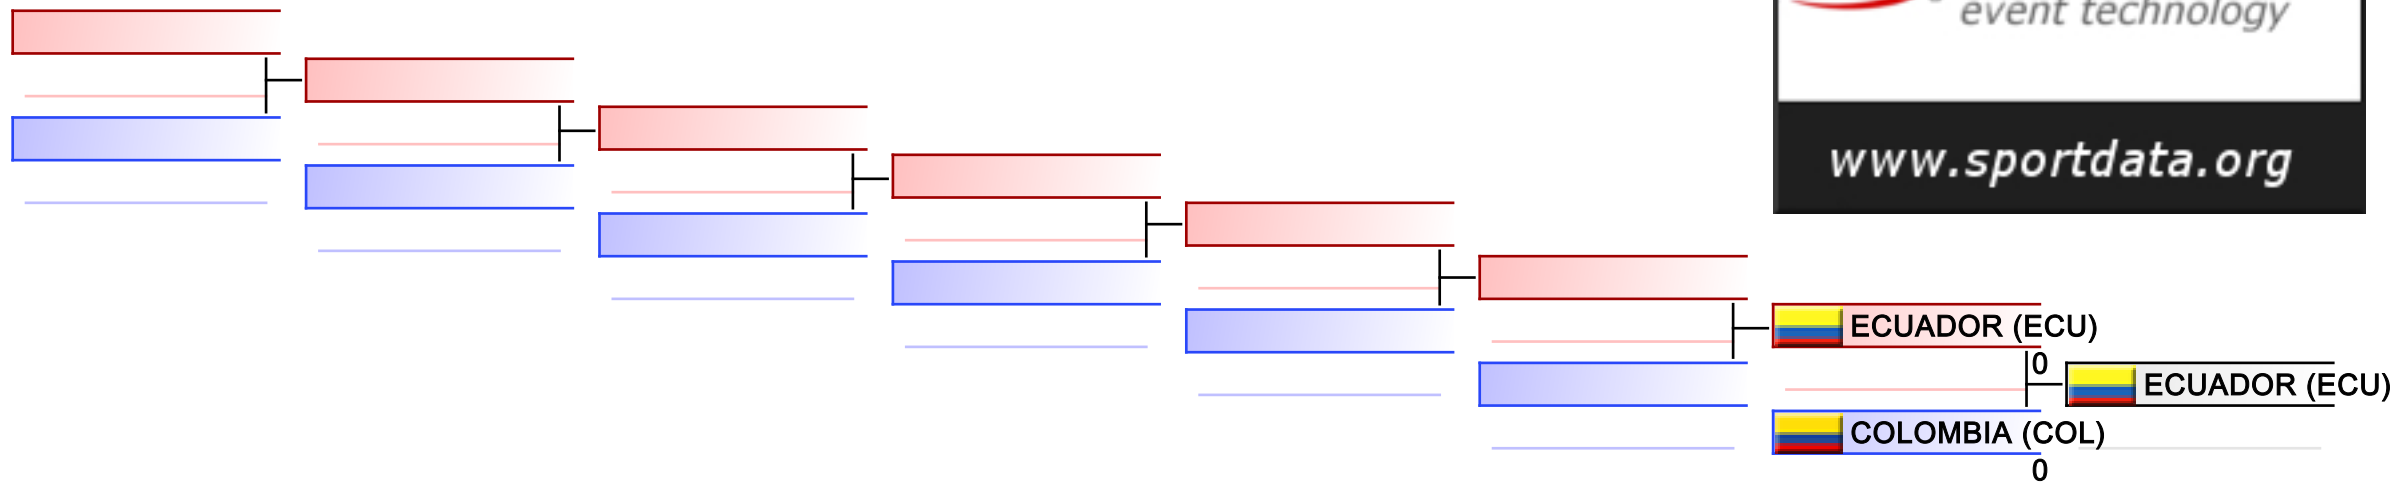 event technology
www.sportdata.org
ECUADOR (ECU)
0
ECUADOR (ECU)
COLOMBIA (COL)
0